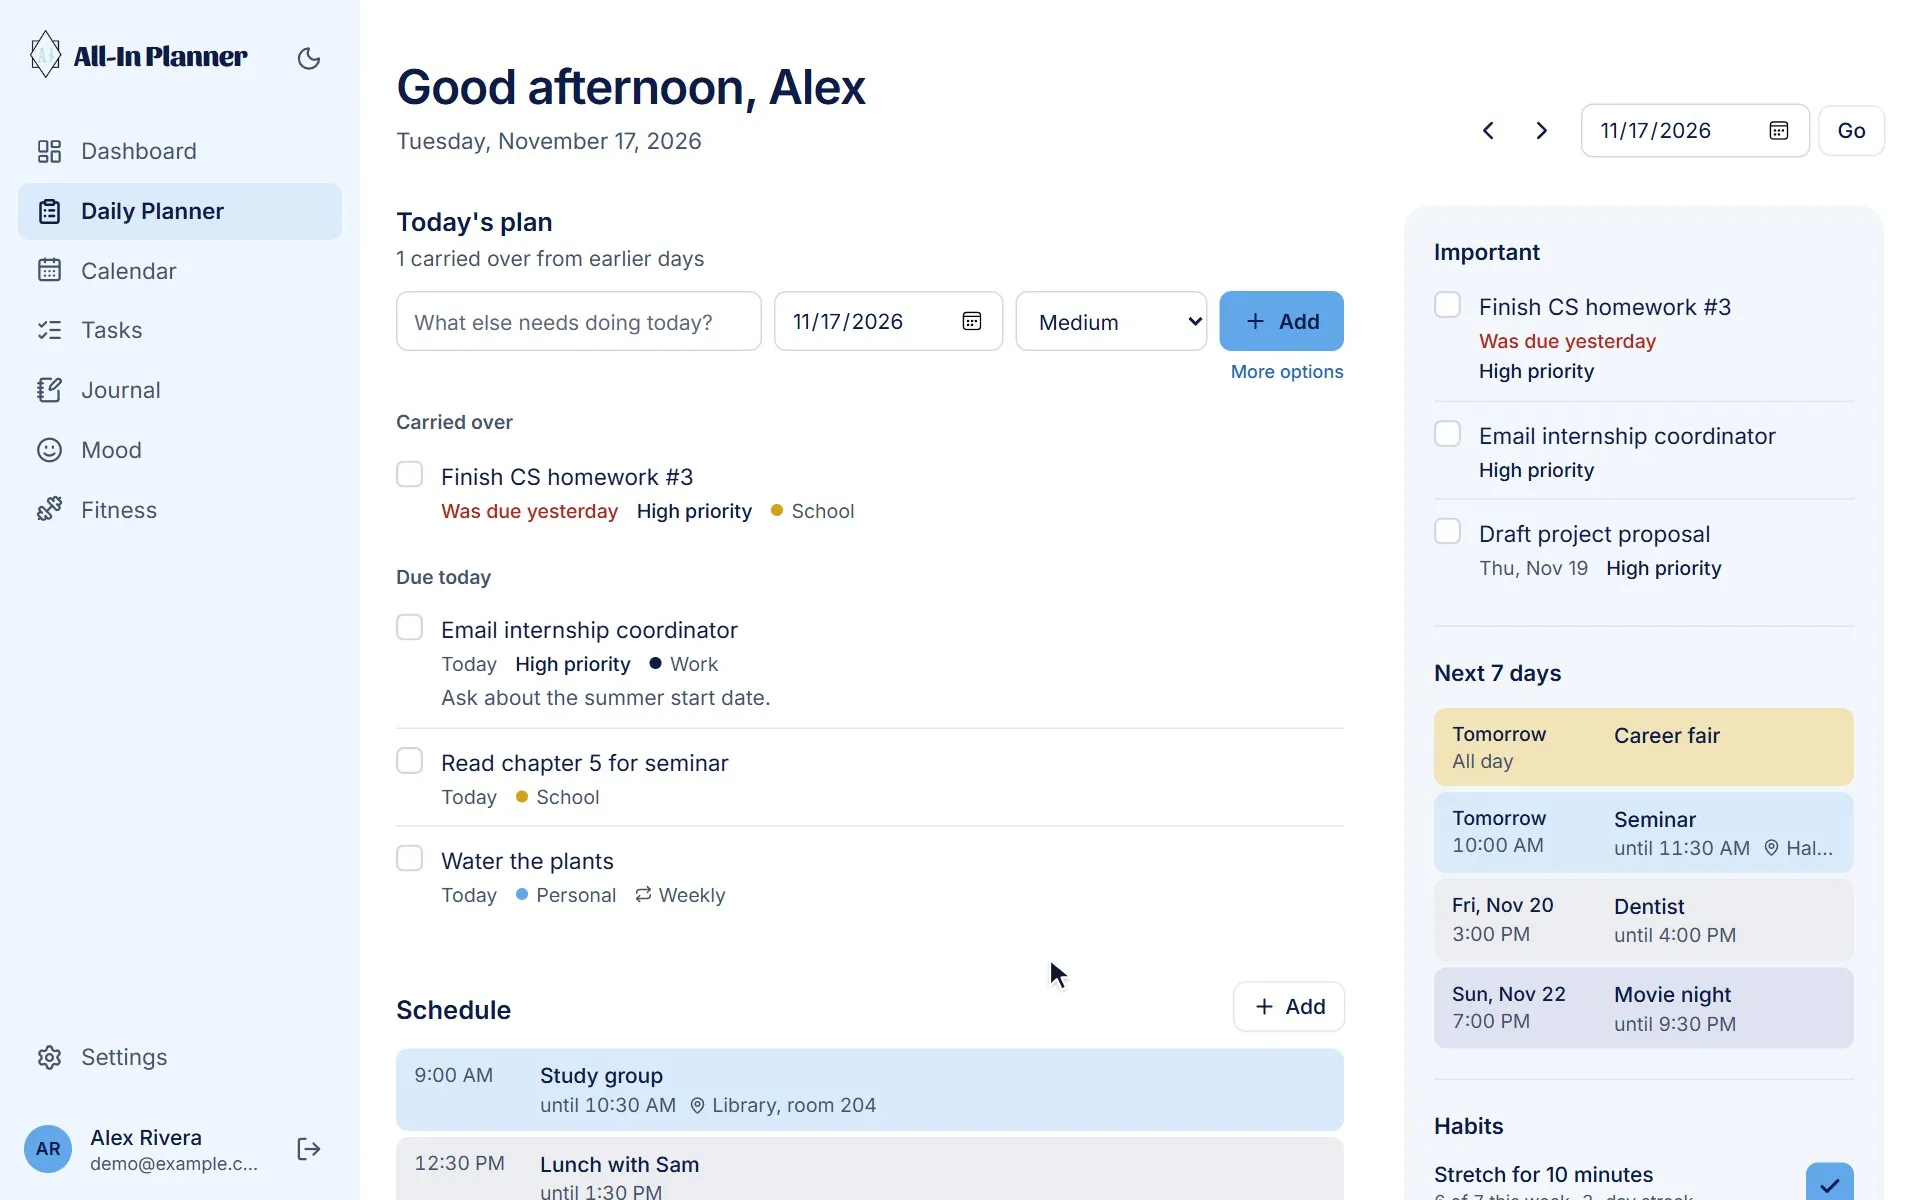 All-In Planner
Dashboard
Daily Planner
Calendar
Tasks
Journal
Mood
Fitness
Settings
AR
Alex Rivera
demo@example.c...
Good afternoon, Alex
Tuesday, November 17, 2026
11/17/2026
Go
Today's plan
1 carried over from earlier days
What else needs doing today?
11/17/2026
Medium
Add
More options
Carried over
Finish CS homework #3
Was due yesterday High priority School
Due today
Email internship coordinator
Today High priority Work
Ask about the summer start date.
Read chapter 5 for seminar
Today School
Water the plants
Today Personal Weekly
Schedule
Add
9:00 AM Study group
until 10:30 AM Library, room 204
12:30 PM Lunch with Sam
until 1:30 PM
Important
Finish CS homework #3
Was due yesterday
High priority
Email internship coordinator
High priority
Draft project proposal
Thu, Nov 19 High priority
Next 7 days
Tomorrow Career fair
All day
Tomorrow Seminar
10:00 AM until 11:30 AM Hal...
Fri, Nov 20 Dentist
3:00 PM until 4:00 PM
Sun, Nov 22 Movie night
7:00 PM until 9:30 PM
Habits
Stretch for 10 minutes